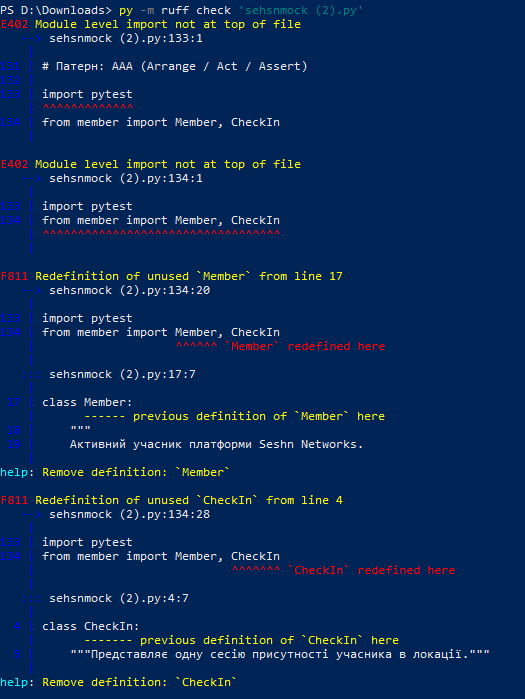 PS D:\Downloads> py -m ruff check 'sehsnmock (2).py'
E402 Module level import not at top of file
--> sehsnmock (2).py:133:1
# Патерн: AAA (Arrange / Act / Assert)
133 import pytest
^^^^^^^^^^^^^
134 from member import Member, CheckIn
E402 Module level import not at top of file
--> sehsnmock (2).py:134:1
133 import pytest
134 from member import Member, CheckIn
^^^^^^^^^^^^^^^^^^^^^^^^^^^^^^^^^^
F811 Redefinition of unused `Member` from line 17
--> sehsnmock (2).py:134:20
133 import pytest
134 from member import Member, CheckIn
^^^^^^ `Member` redefined here
::: sehsnmock (2).py:17:7
17 class Member:
------ previous definition of `Member` here
18 """
19 Активний учасник платформи Seshn Networks.
help: Remove definition: `Member`
F811 Redefinition of unused `CheckIn` from line 4
--> sehsnmock (2).py:134:28
133 import pytest
134 from member import Member, CheckIn
^^^^^^^ `CheckIn` redefined here
::: sehsnmock (2).py:4:7
4 class CheckIn:
------- previous definition of `CheckIn` here
"""Представляє одну сесію присутності учасника в локації."""
help: Remove definition: `CheckIn`